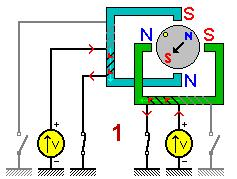 S
N N S
S
N
1
+ V - + V -